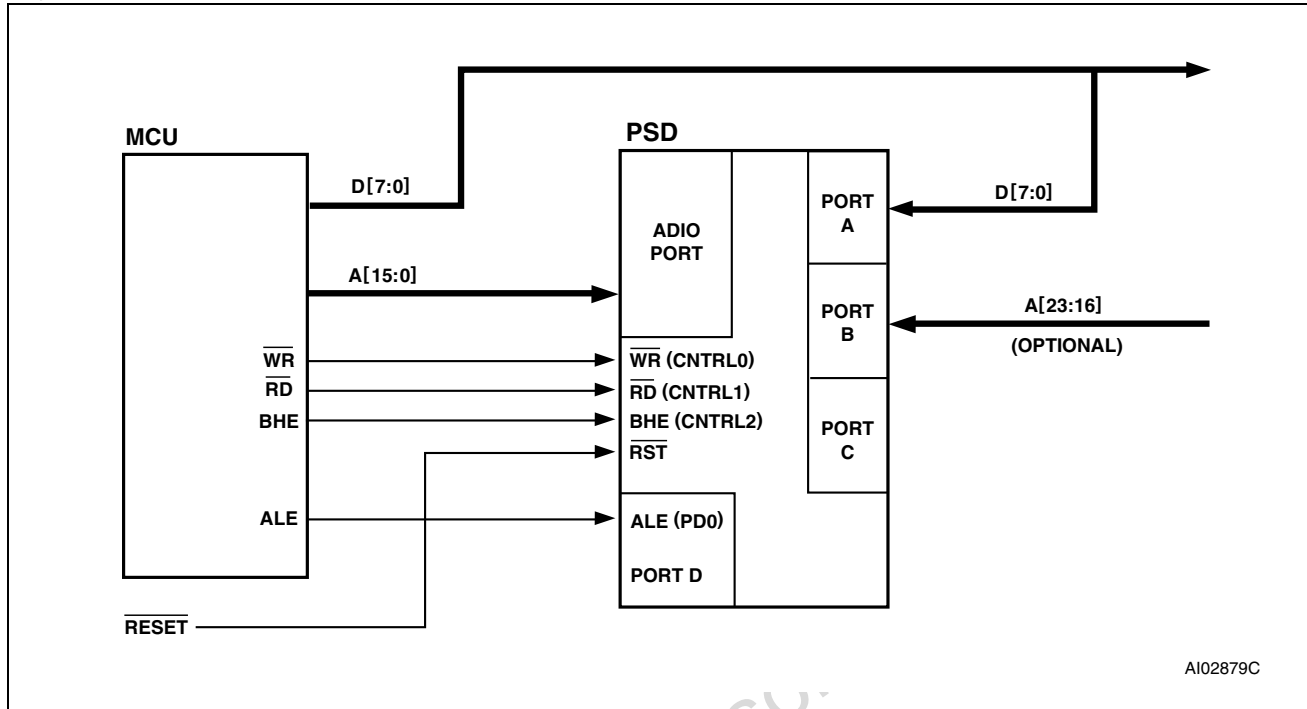 MCU
PSD
D[7:0]
D[7:0]
PORT
A
ADIO
PORT
A[15:0]
A[23:16]
(OPTIONAL)
PORT
B
WR
WR (CNTRL0)
RD
RD (CNTRL1)
BHE
BHE (CNTRL2)
PORT
C
RST
ALE
ALE (PD0)
PORT D
RESET
AI02879C